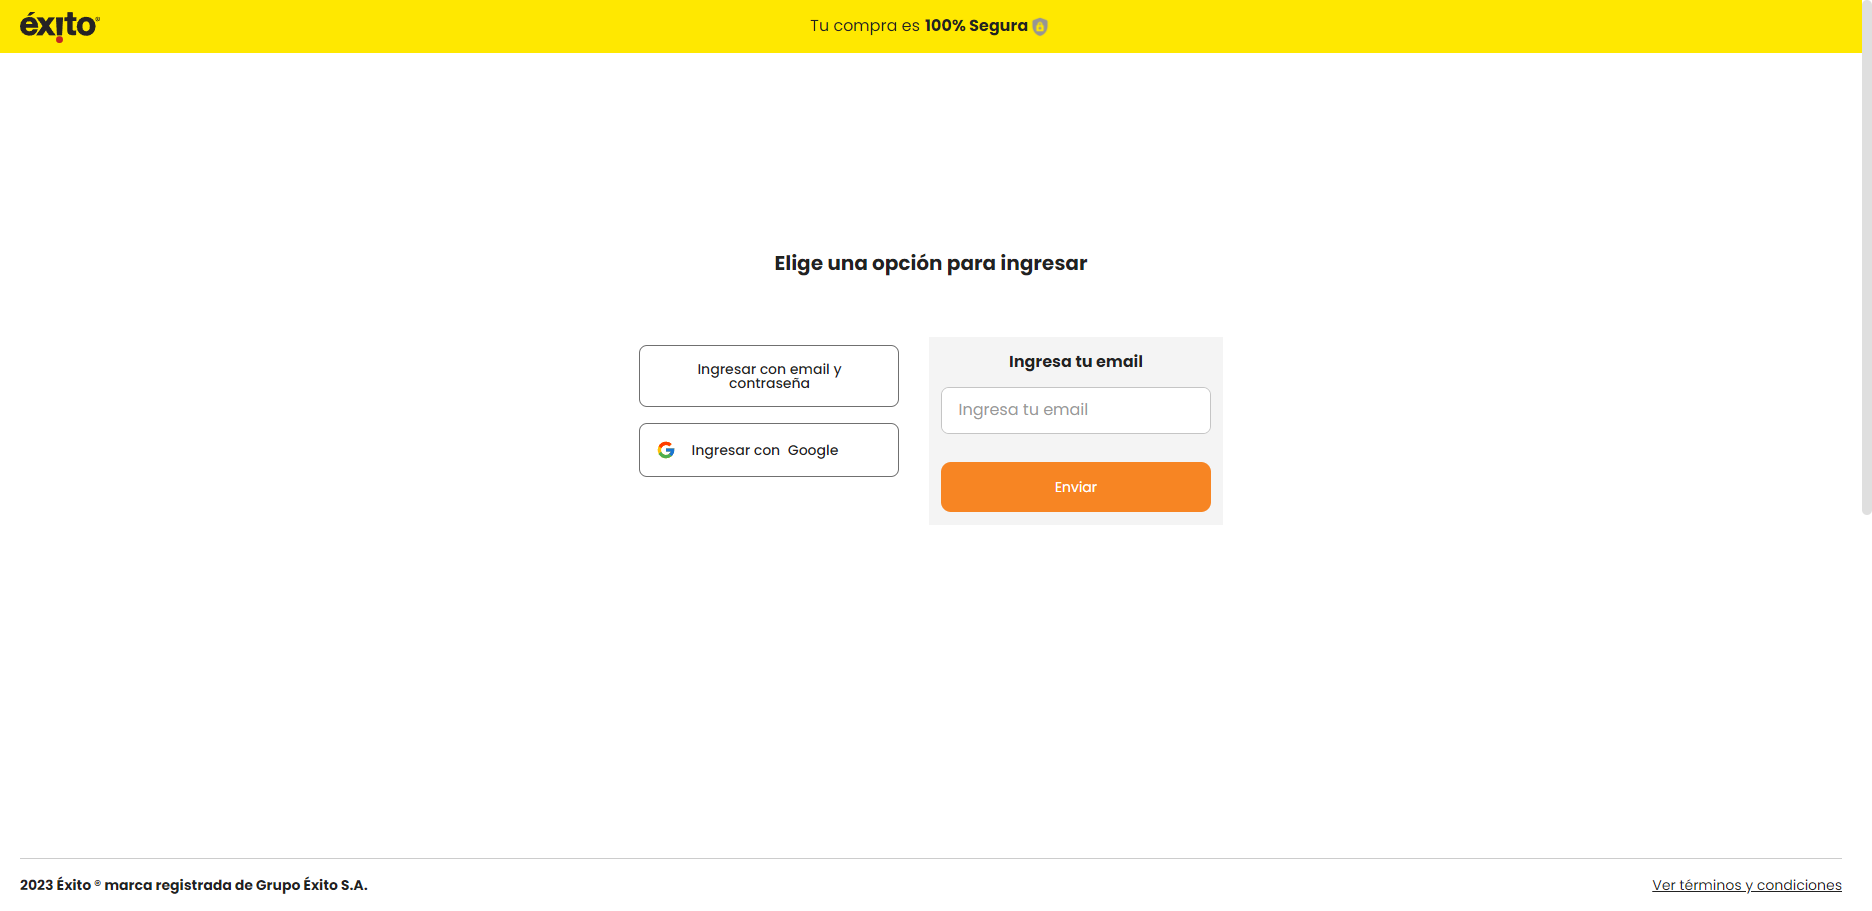 éxito®
Tu compra es 100% Segura
Elige una opción para ingresar
Ingresar con email y
contraseña
Ingresar con Google
Ingresa tu email
Ingresa tu email
Enviar
2023 Éxito ® marca registrada de Grupo Éxito S.A.
Ver términos y condiciones